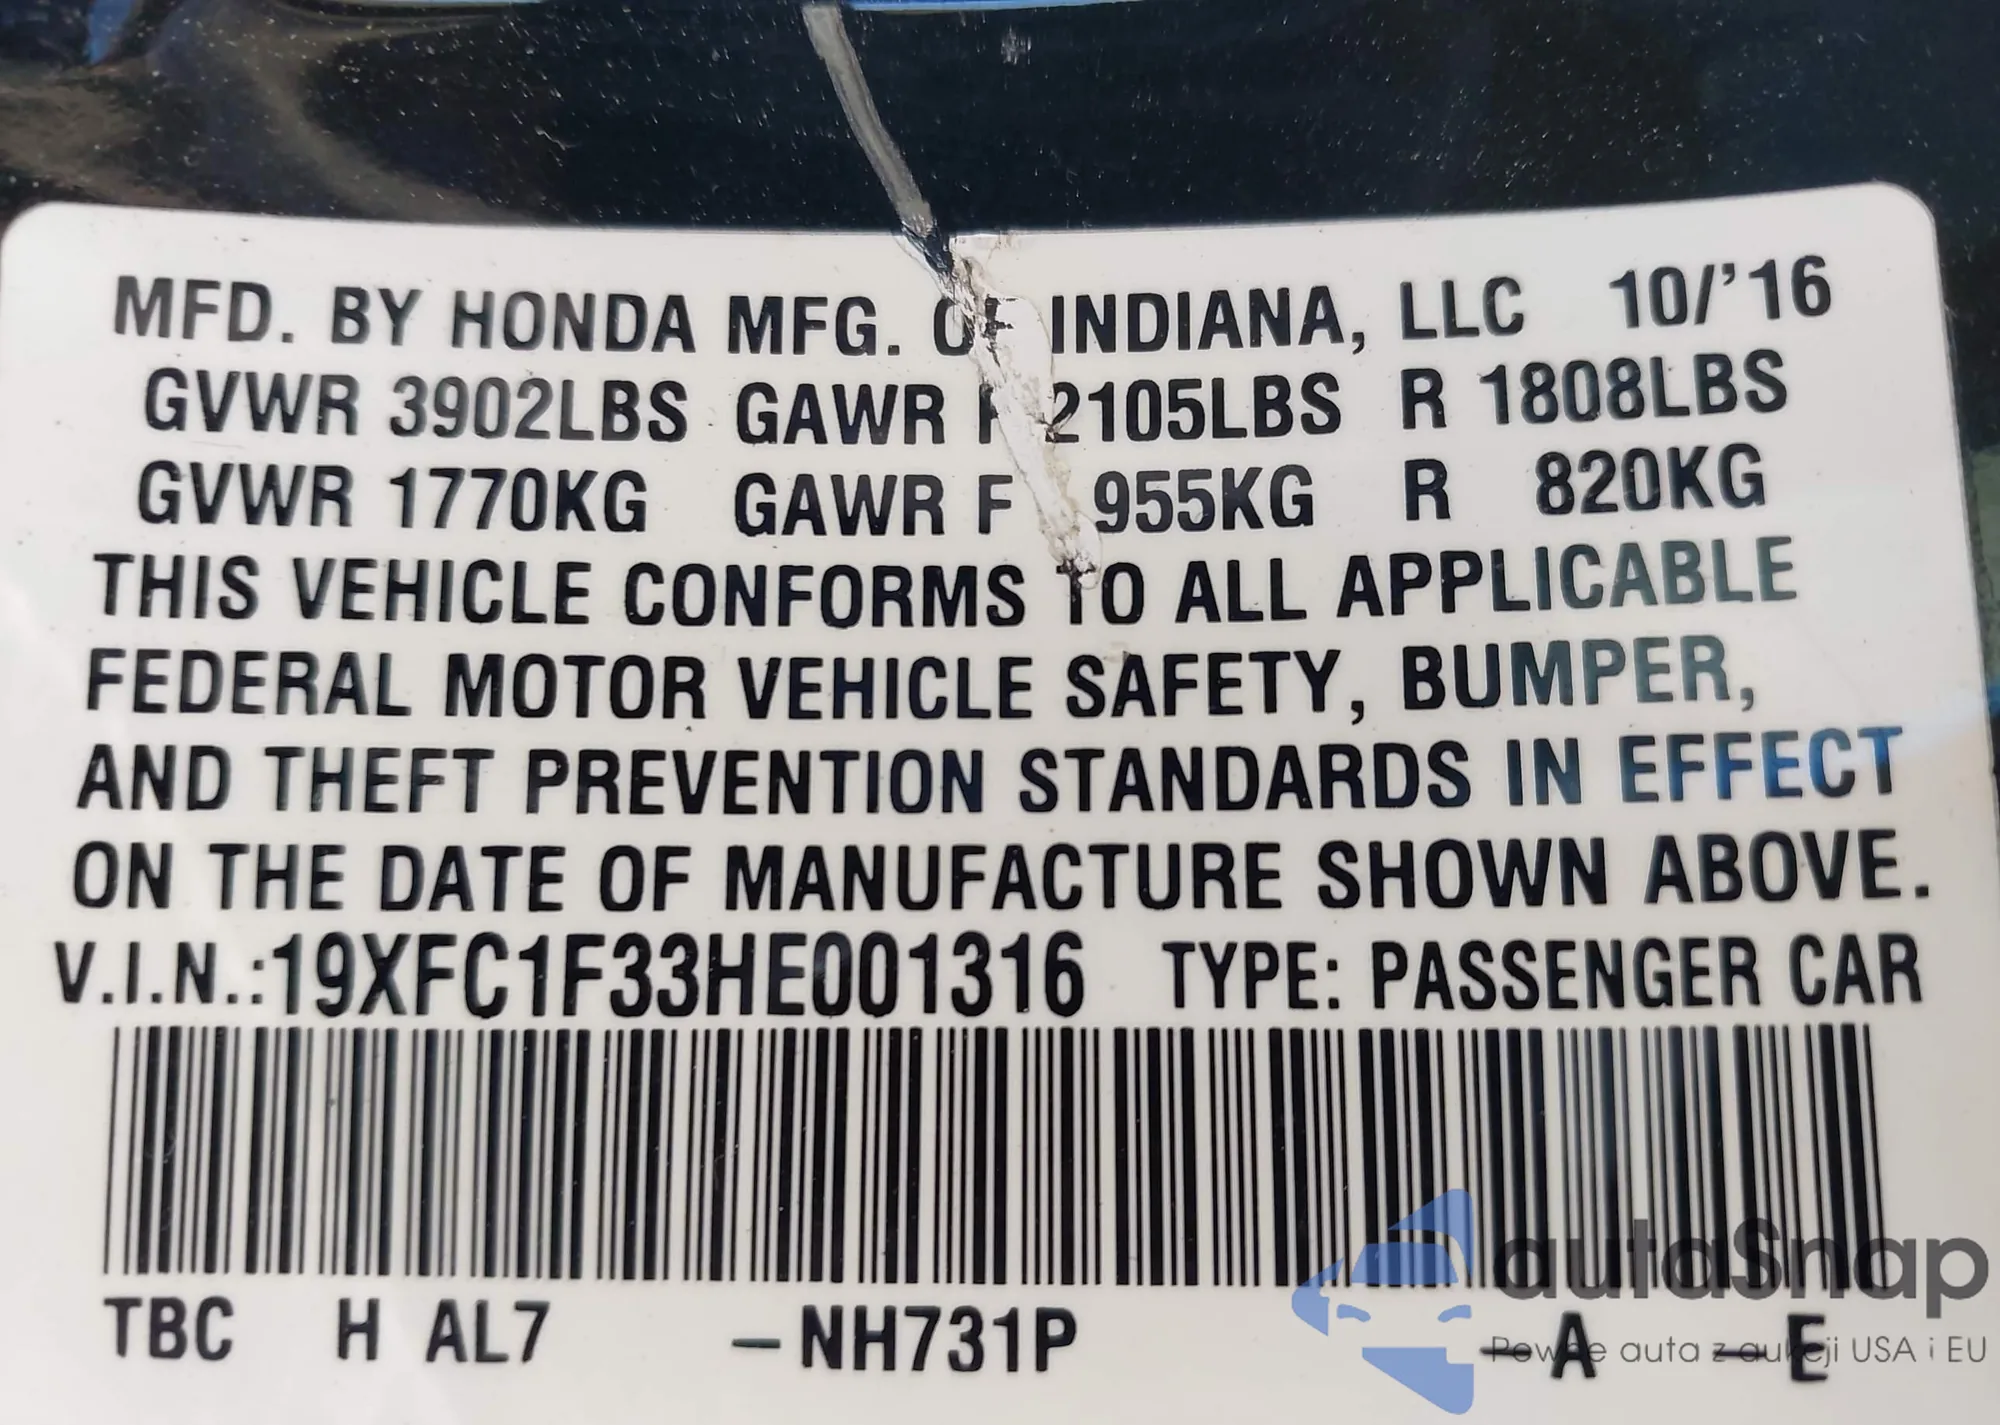 MFD. BY HONDA MFG. OF INDIANA, LLC 10/'16
GVWR 3902LBS GAWR F 2105LBS R 1808LBS
GVWR 1770KG GAWR F 955KG R 820KG
THIS VEHICLE CONFORMS TO ALL APPLICABLE
FEDERAL MOTOR VEHICLE SAFETY, BUMPER,
AND THEFT PREVENTION STANDARDS IN EFFECT
ON THE DATE OF MANUFACTURE SHOWN ABOVE.
V.I.N.:19XFC1F33HE001316 TYPE: PASSENGER CAR
TBC H AL7 –NH731P –A –E
autaSnap
Pewne auta z aukcji USA i EU